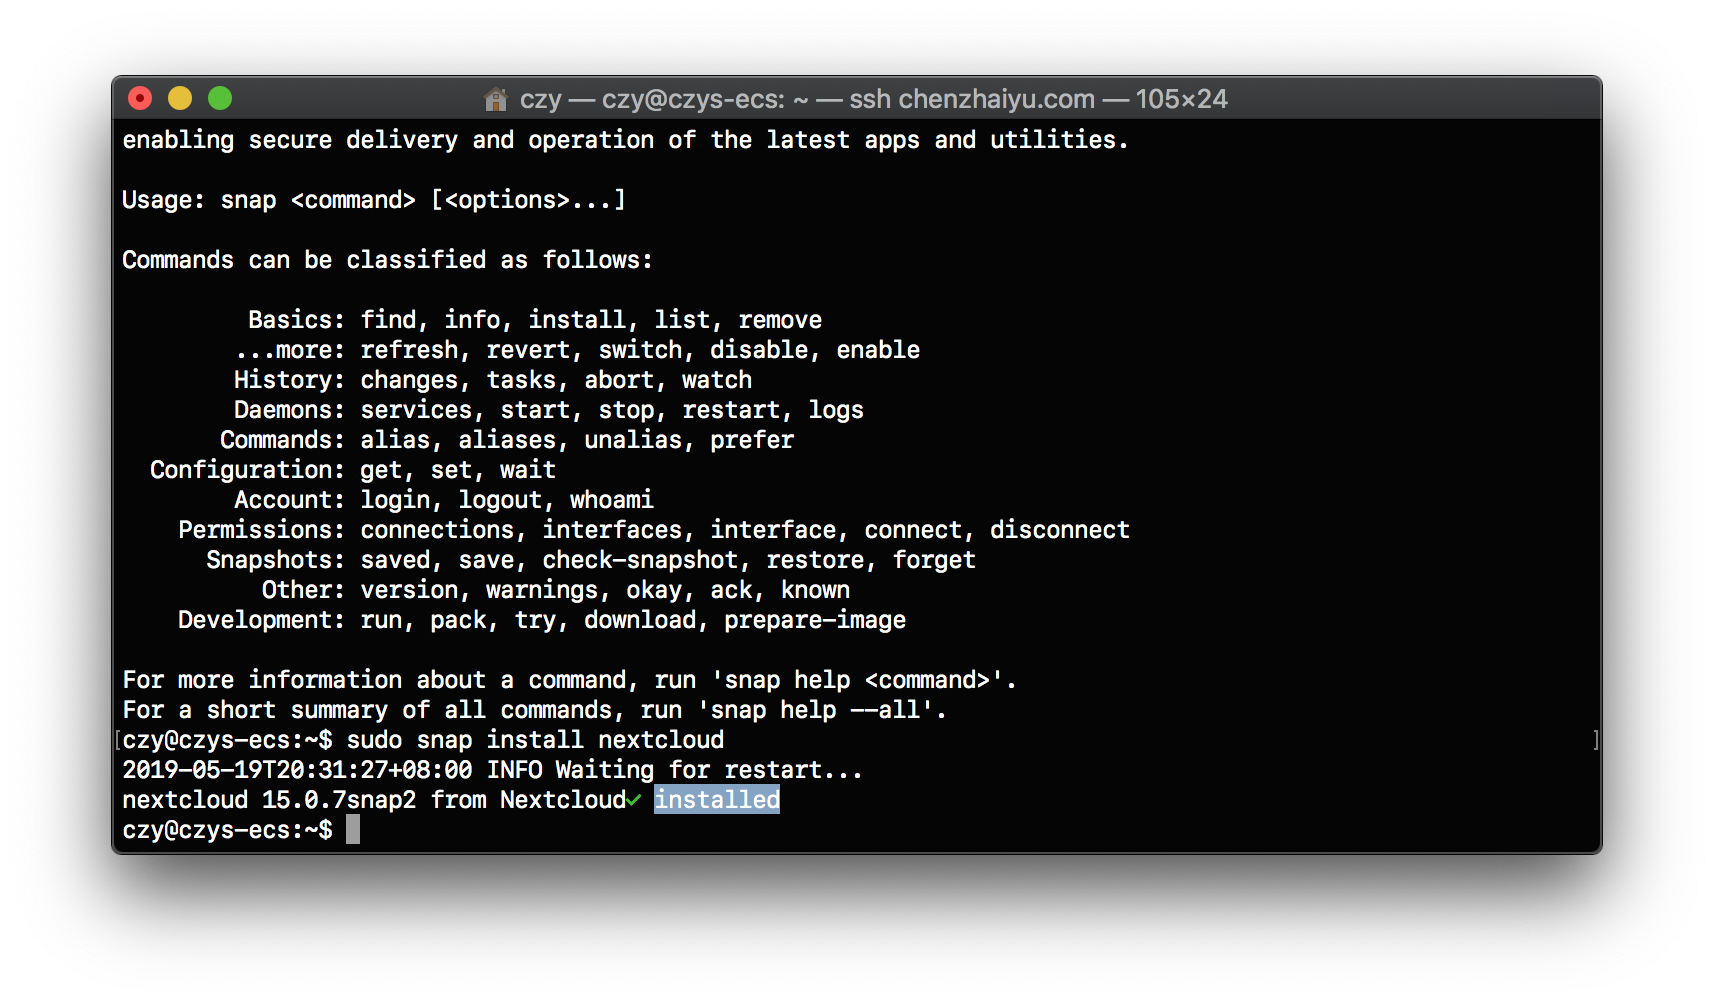 czy — czy@czys-ecs: ~ — ssh chenzhaiyu.com — 105×24
enabling secure delivery and operation of the latest apps and utilities.
Usage: snap <command> [<options>...]
Commands can be classified as follows:
Basics: find, info, install, list, remove
...more: refresh, revert, switch, disable, enable
History: changes, tasks, abort, watch
Daemons: services, start, stop, restart, logs
Commands: alias, aliases, unalias, prefer
Configuration: get, set, wait
Account: login, logout, whoami
Permissions: connections, interfaces, interface, connect, disconnect
Snapshots: saved, save, check-snapshot, restore, forget
Other: version, warnings, okay, ack, known
Development: run, pack, try, download, prepare-image
For more information about a command, run 'snap help <command>'.
For a short summary of all commands, run 'snap help --all'.
[czy@czys-ecs:~$ sudo snap install nextcloud ]
2019-05-19T20:31:27+08:00 INFO Waiting for restart...
nextcloud 15.0.7snap2 from Nextcloud✓ installed
czy@czys-ecs:~$